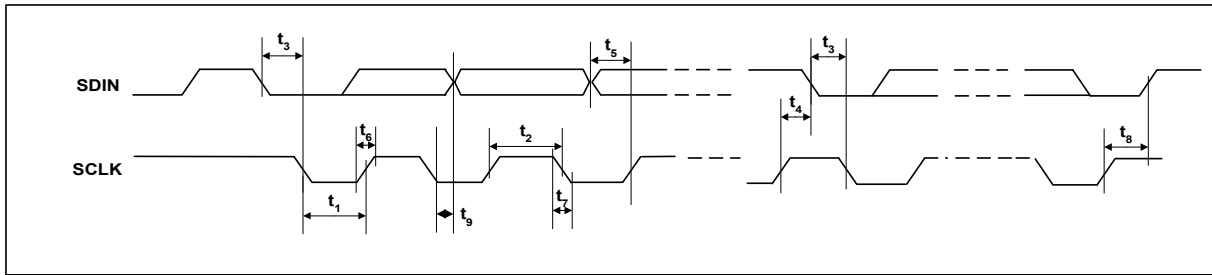 t₃
t₅
t₃
SDIN
t₄
t₆
t₂
t₈
SCLK
t₇
t₁
t₉